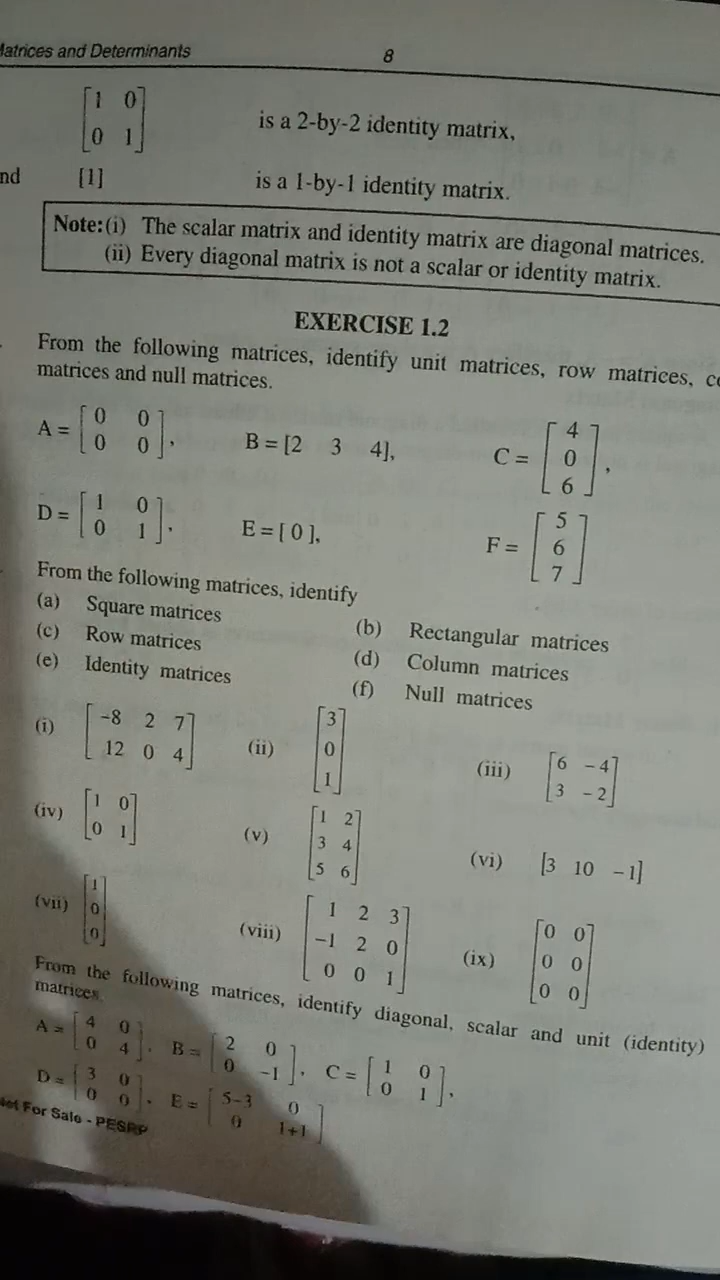 Matrices and Determinants 8
[1 0
0 1] is a 2-by-2 identity matrix,
nd [1] is a 1-by-1 identity matrix.
Note:(i) The scalar matrix and identity matrix are diagonal matrices.
(ii) Every diagonal matrix is not a scalar or identity matrix.
EXERCISE 1.2
From the following matrices, identify unit matrices, row matrices, co
matrices and null matrices.
A = [0 0
0 0], B = [2 3 4], C = [4
0
6],
D = [1 0
0 1], E = [0], F = [5
6
7]
From the following matrices, identify
(a) Square matrices (b) Rectangular matrices
(c) Row matrices (d) Column matrices
(e) Identity matrices (f) Null matrices
(i) [-8 2 7
12 0 4] (ii) [3
0
1] (iii) [6 -4
3 -2]
(iv) [1 0
0 1] (v) [1 2
3 4
5 6] (vi) [3 10 -1]
(vii) [1
0
0] (viii) [1 2 3
-1 2 0
0 0 1] (ix) [0 0
0 0
0 0]
From the following matrices, identify diagonal, scalar and unit (identity)
matrices.
A = [4 0
0 4], B = [2 0
0 -1], C = [1 0
0 1],
D = [3 0
0 0], E = [5-3 0
0 1+1]
Not For Sale - PESRP